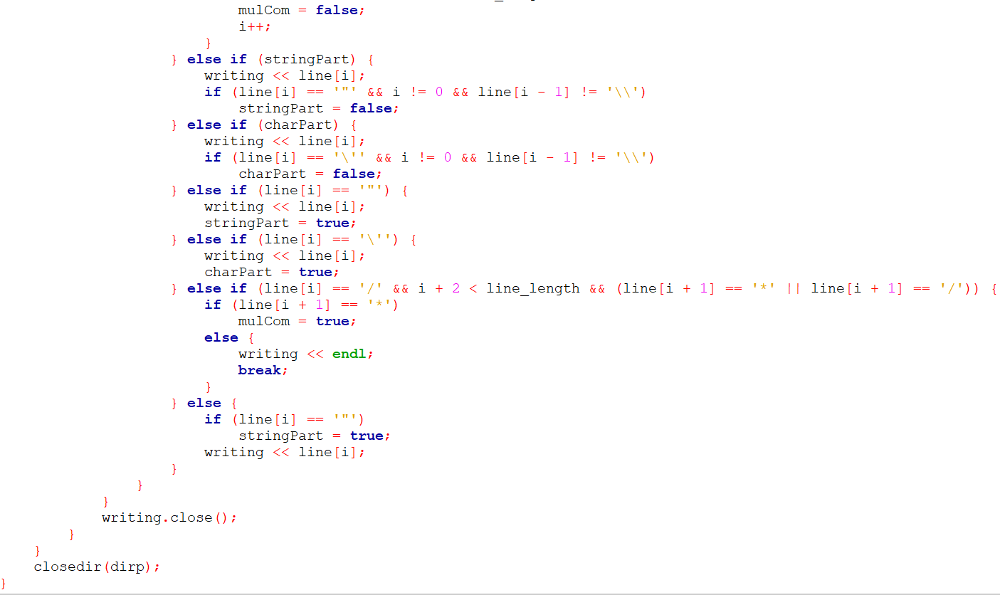 mulCom = false;
i++;
}
} else if (stringPart) {
writing << line[i];
if (line[i] == '"' && i != 0 && line[i - 1] != '\\')
stringPart = false;
} else if (charPart) {
writing << line[i];
if (line[i] == '\'' && i != 0 && line[i - 1] != '\\')
charPart = false;
} else if (line[i] == '"') {
writing << line[i];
stringPart = true;
} else if (line[i] == '\'') {
writing << line[i];
charPart = true;
} else if (line[i] == '/' && i + 2 < line_length && (line[i + 1] == '*' || line[i + 1] == '/')) {
if (line[i + 1] == '*')
mulCom = true;
else {
writing << endl;
break;
}
} else {
if (line[i] == '"')
stringPart = true;
writing << line[i];
}
}
}
writing.close();
}
}
closedir(dirp);
}